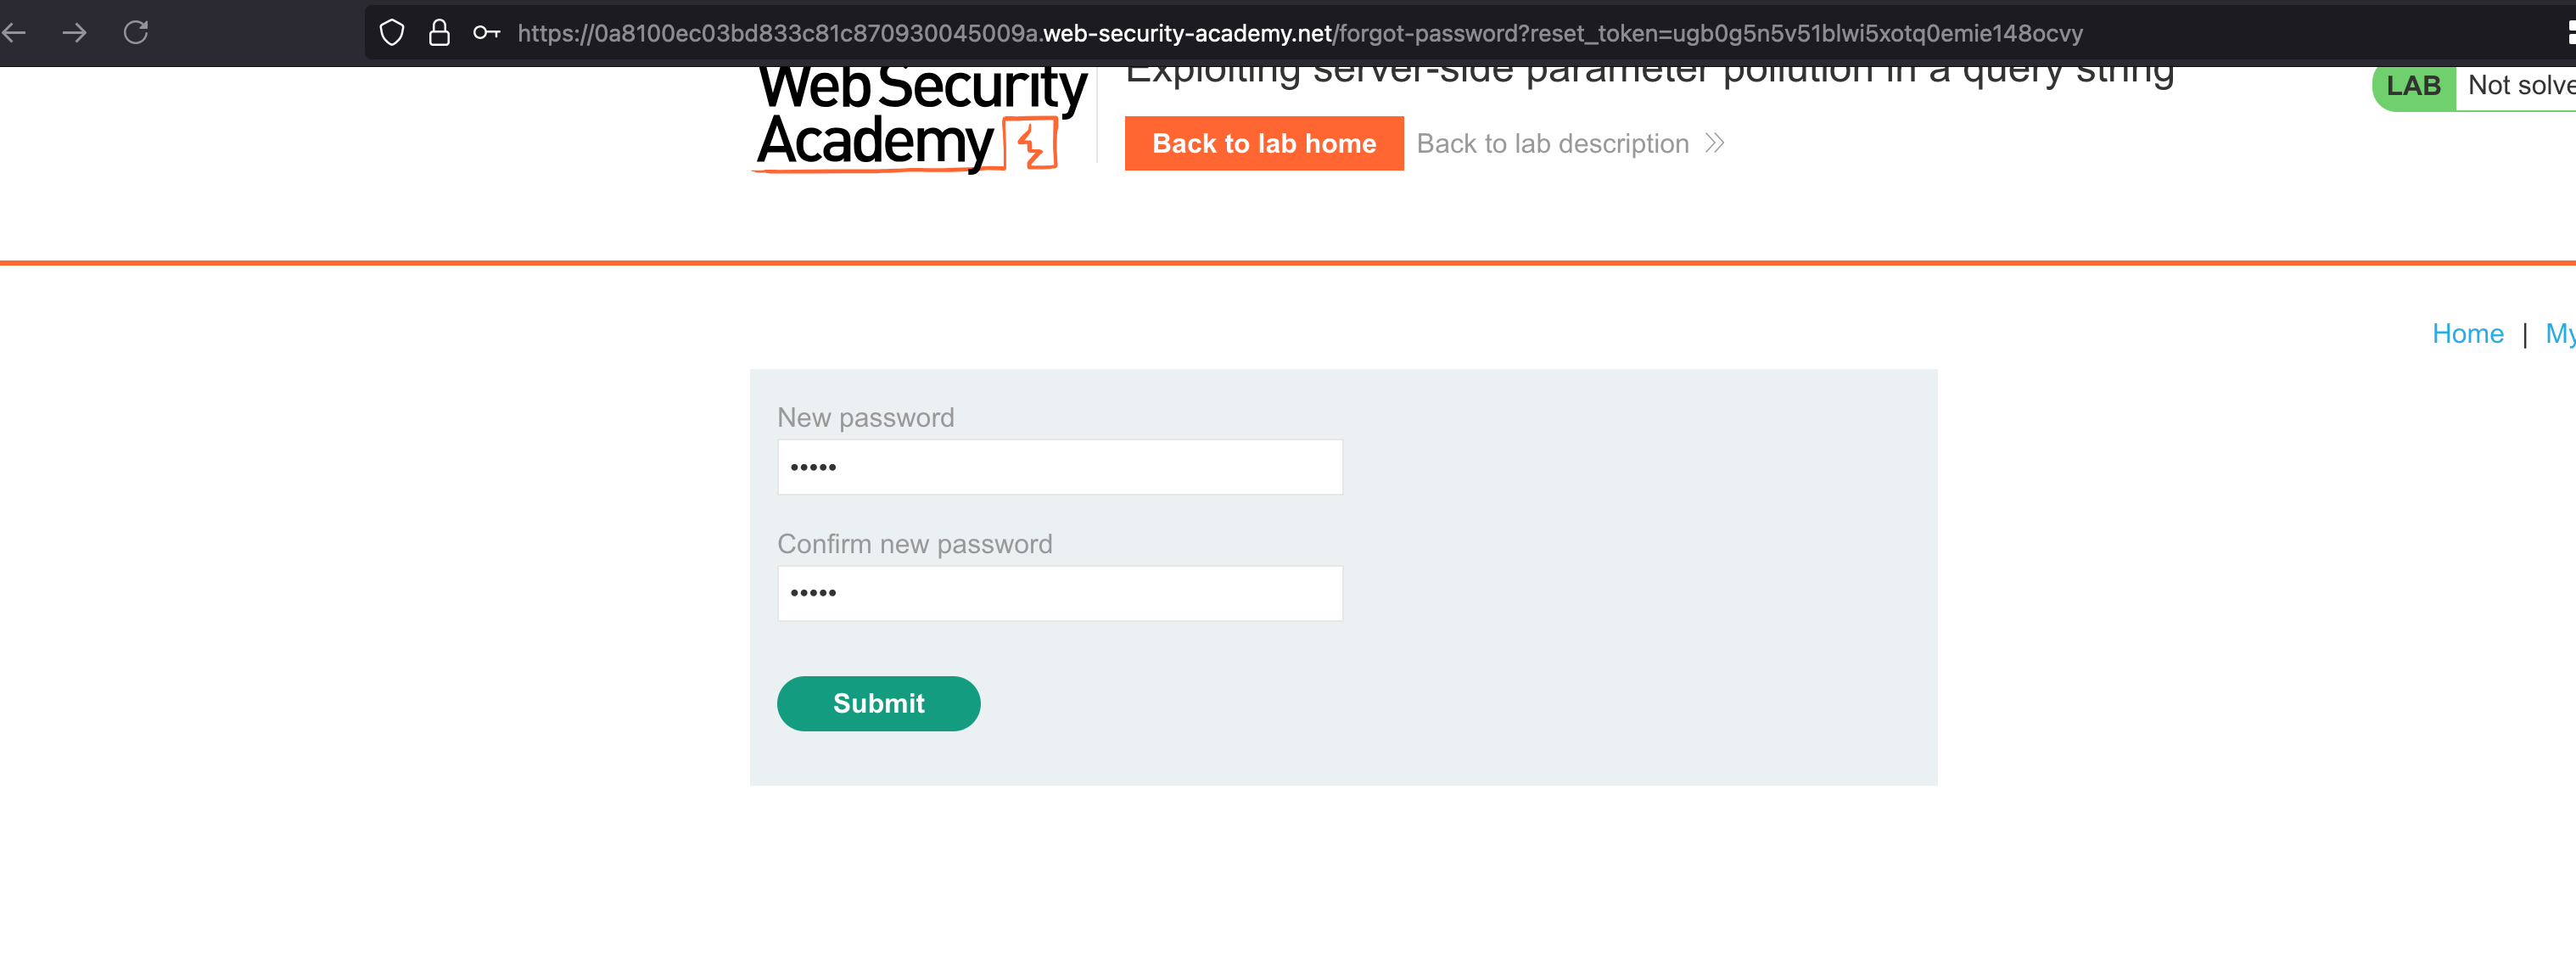 https://0a8100ec03bd833c81c870930045009a.web-security-academy.net/forgot-password?reset_token=ugb0g5n5v51blwi5xotq0emie148ocvy
Web Security
Academy
Exploiting server-side parameter pollution in a query string
LAB Not solve
Back to lab home Back to lab description
Home | My
New password
•••••
Confirm new password
•••••
Submit